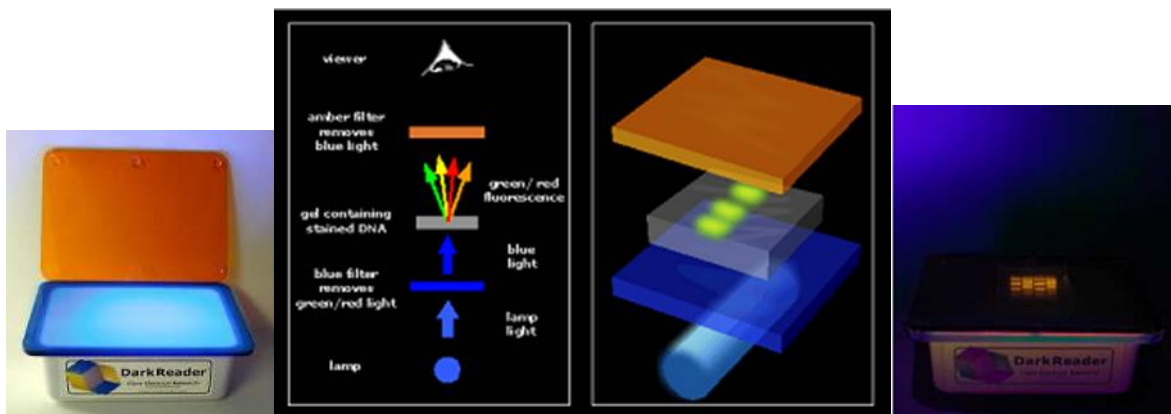 DarkReader
viewer
amber filter
removes
blue light
green/ red
fluorescence
gel containing
stained DNA
blue
light
blue filter
removes
green/red light
lamp
light
lamp
DarkReader